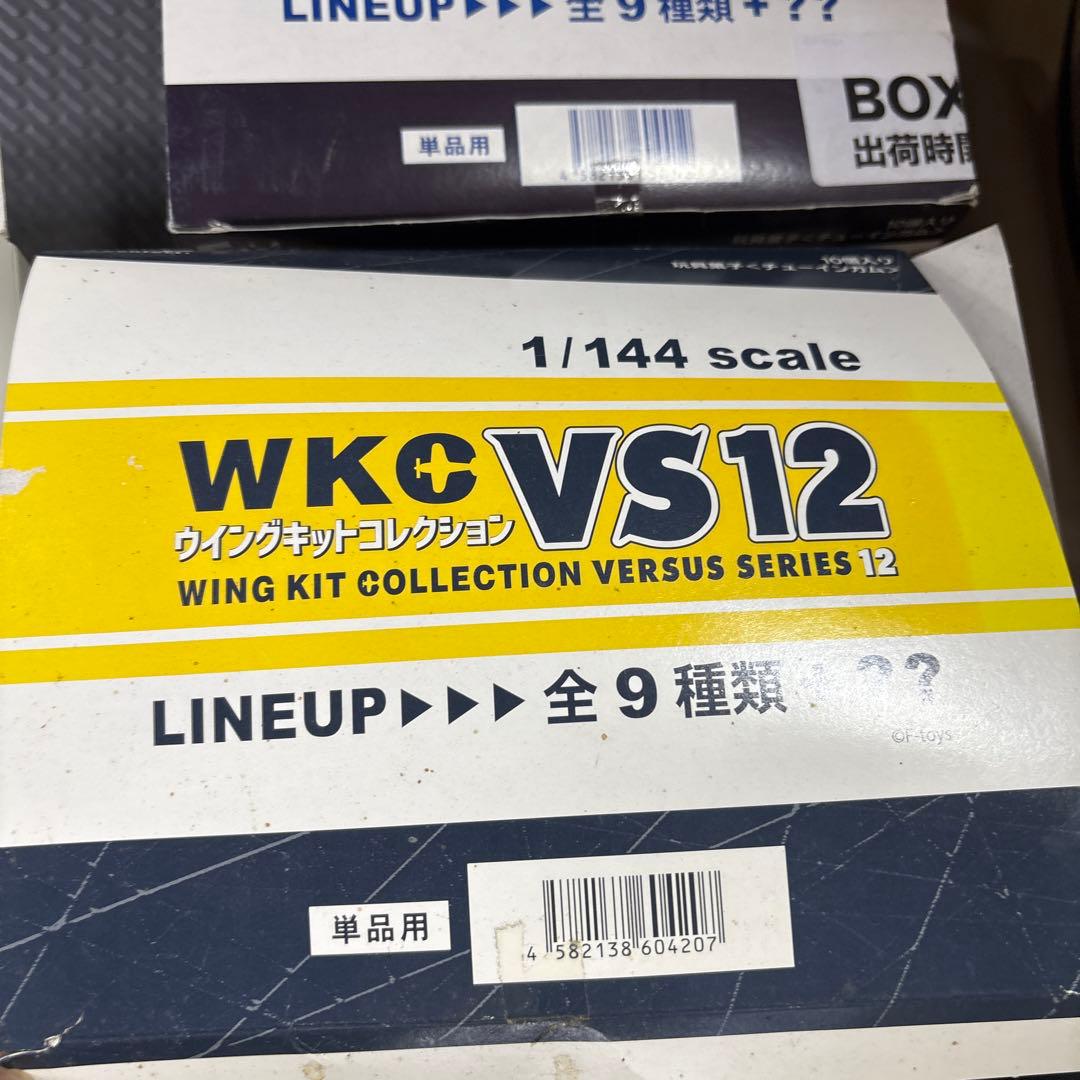 LINEUP▶▶▶ 全9種類+??
BOX
出荷時
単品用
10個入り
玩具菓子<チューインガム>
1/144 scale
WKC VS12
ウイングキットコレクション
WING KIT COLLECTION VERSUS SERIES 12
LINEUP▶▶▶ 全9種類+??
©F-toys
単品用
4 582138 604207